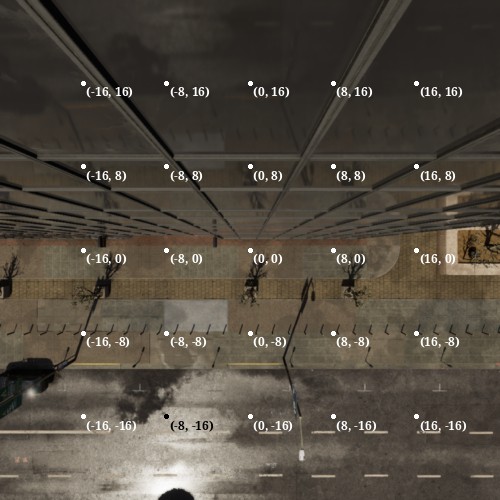 (-16, 16) (-8, 16) (0, 16) (8, 16) (16, 16)
(-16, 8) (-8, 8) (0, 8) (8, 8) (16, 8)
(-16, 0) (-8, 0) (0, 0) (8, 0) (16, 0)
(-16, -8) (-8, -8) (0, -8) (8, -8) (16, -8)
(-16, -16) (-8, -16) (0, -16) (8, -16) (16, -16)